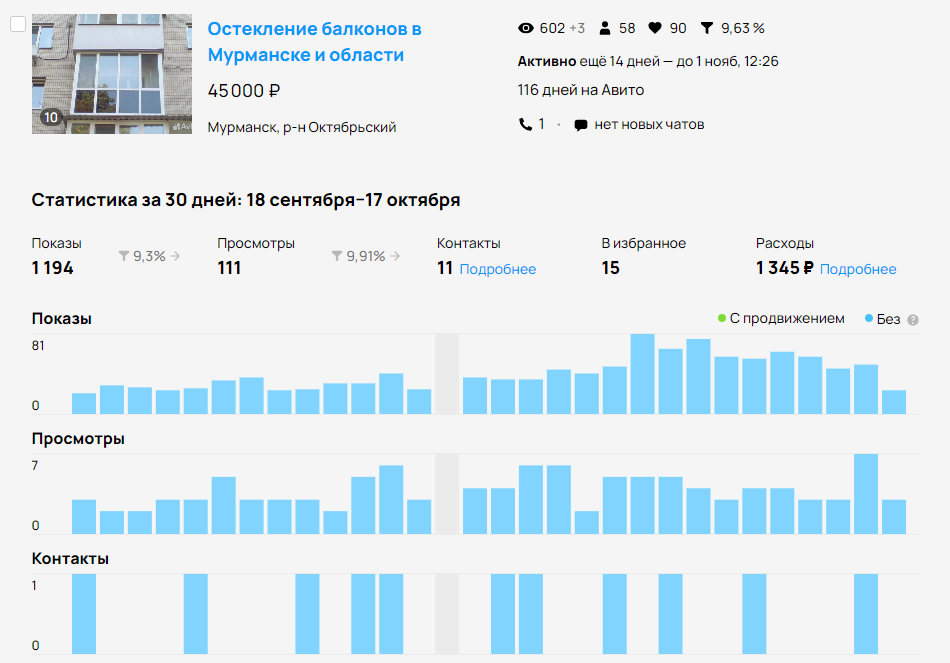 Остекление балконов в
Мурманске и области
45 000 ₽
Мурманск, р-н Октябрьский
10
602 +3 58 90 9,63 %
Активно ещё 14 дней — до 1 нояб, 12:26
116 дней на Авито
1 · нет новых чатов
Статистика за 30 дней: 18 сентября–17 октября
Показы 9,3% → Просмотры 9,91% → Контакты В избранное Расходы
1 194 111 11 Подробнее 15 1 345 ₽ Подробнее
Показы С продвижением Без ?
81
0
Просмотры
7
0
Контакты
1
0